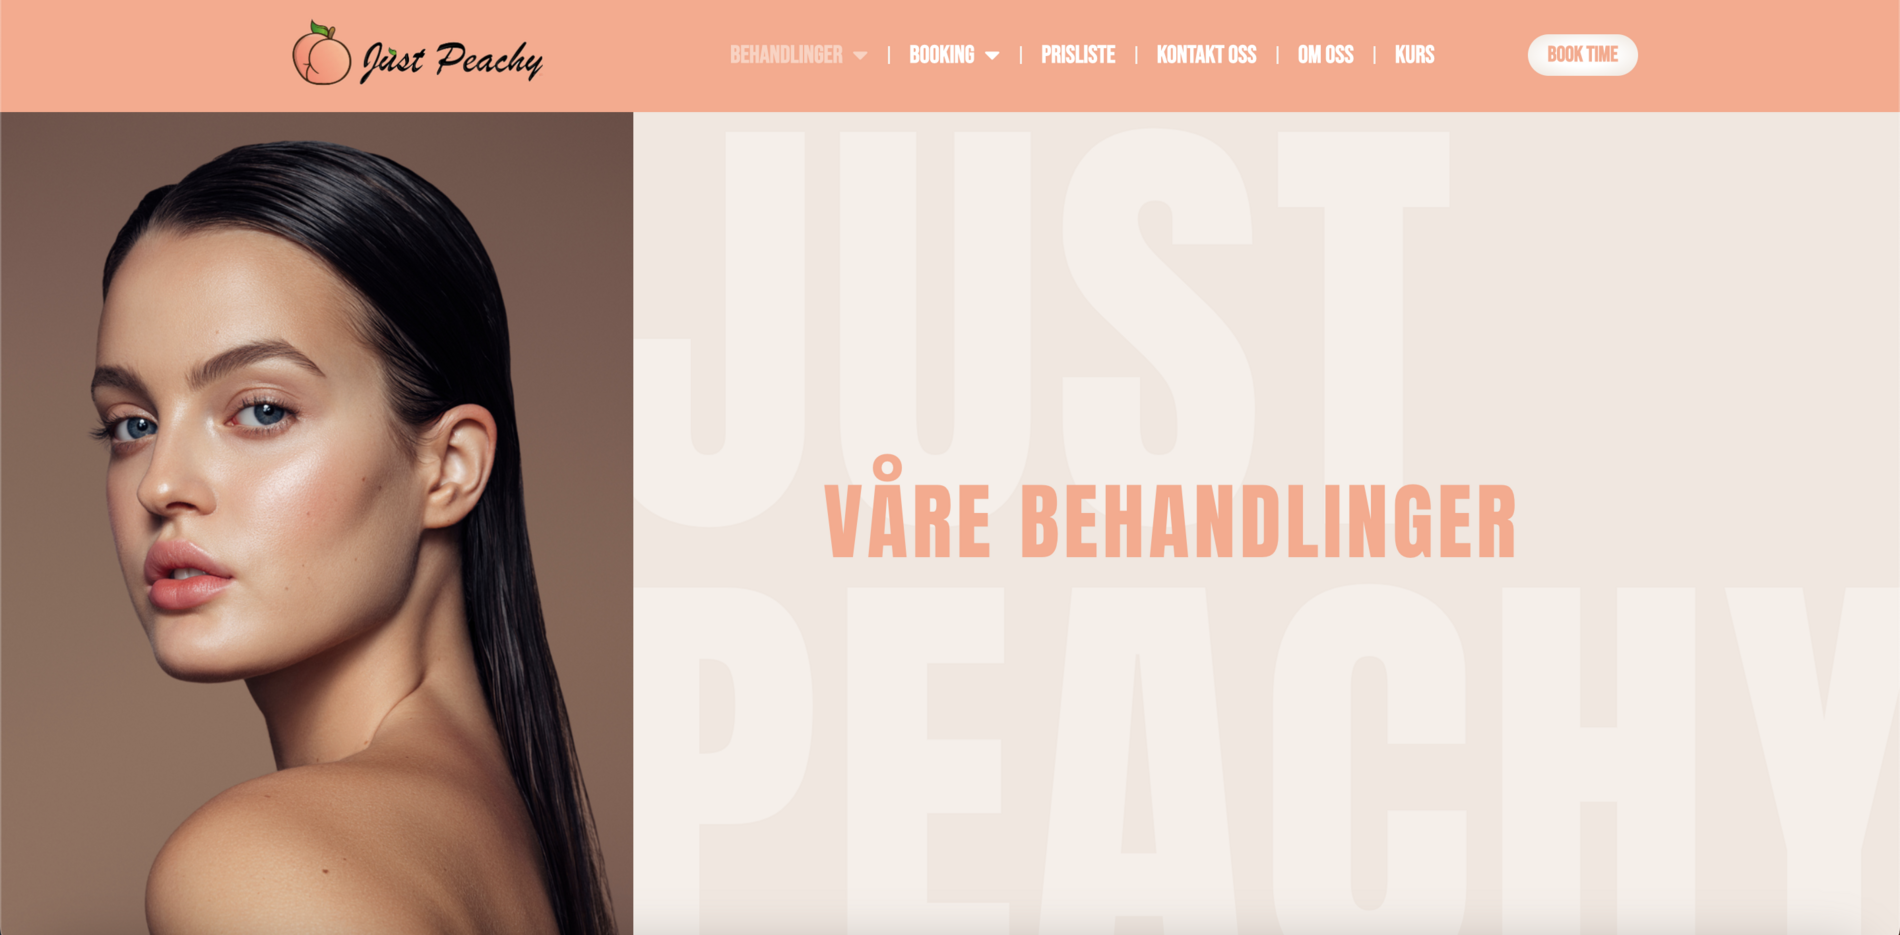 Just Peachy
BEHANDLINGER | BOOKING | PRISLISTE | KONTAKT OSS | OM OSS | KURS
BOOK TIME
JUST
VÅRE BEHANDLINGER
PEACHY